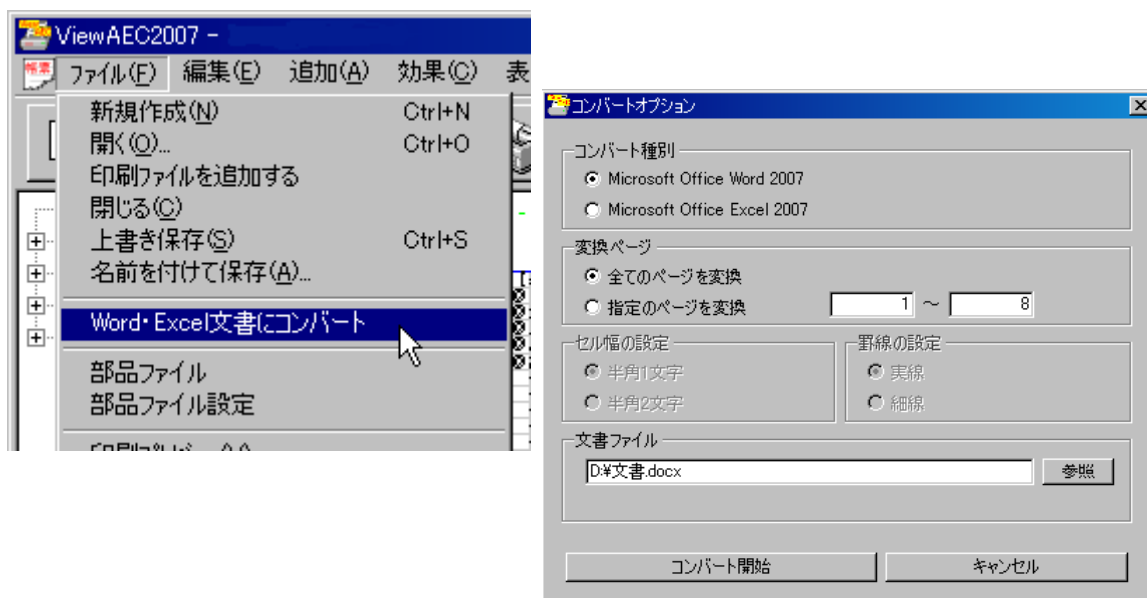 ViewAEC2007 -
ファイル(F) 編集(E) 追加(A) 効果(C) 表
新規作成(N) Ctrl+N
開く(O)... Ctrl+O
印刷ファイルを追加する
閉じる(C)
上書き保存(S) Ctrl+S
名前を付けて保存(A)...
Word・Excel文書にコンバート
部品ファイル
部品ファイル設定
コンバートオプション
コンバート種別
Microsoft Office Word 2007
Microsoft Office Excel 2007
変換ページ
全てのページを変換
指定のページを変換 1 ～ 8
セル幅の設定
半角1文字
半角2文字
罫線の設定
実線
細線
文書ファイル
D:¥文書.docx 参照
コンバート開始 キャンセル